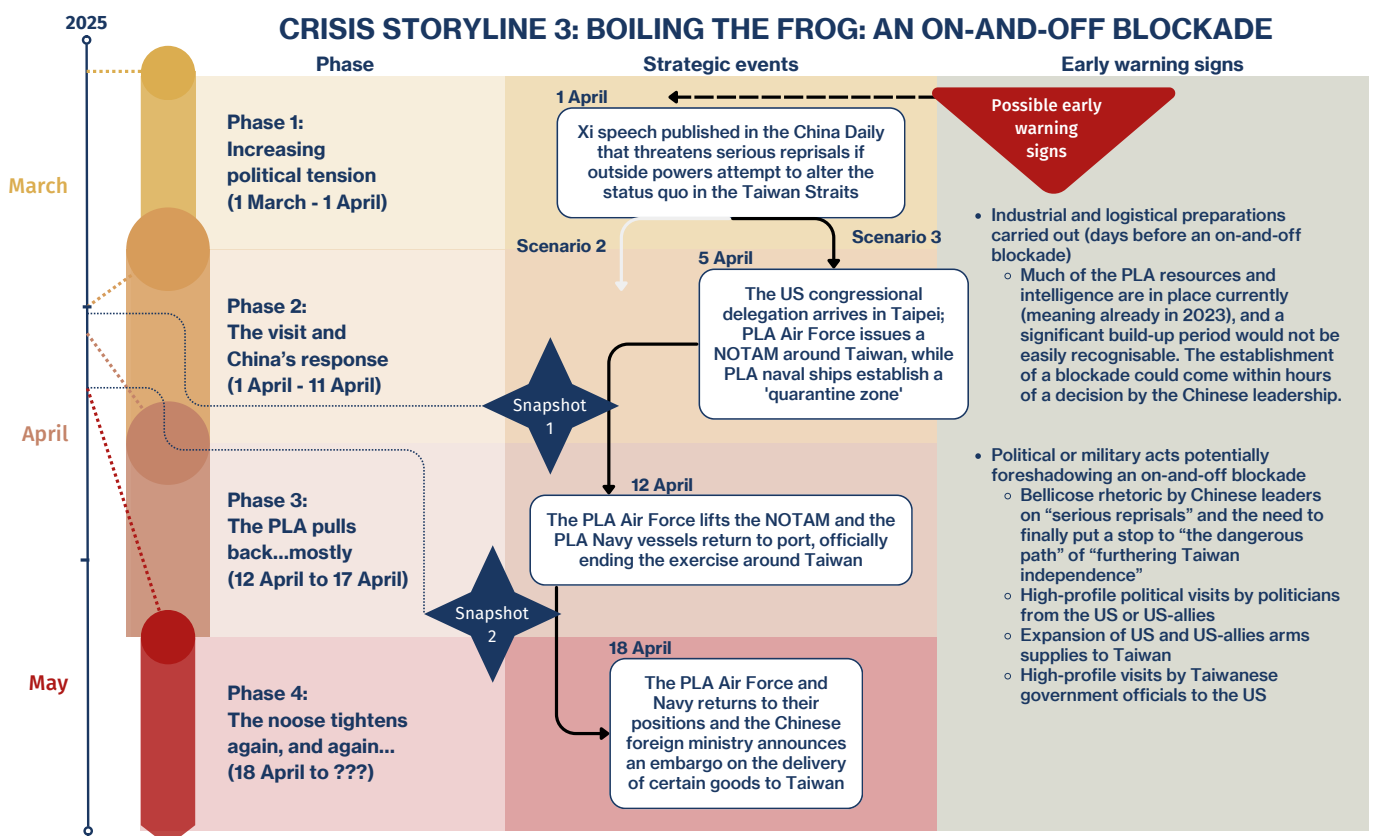 2025
CRISIS STORYLINE 3: BOILING THE FROG: AN ON-AND-OFF BLOCKADE
Phase
Strategic events
Early warning signs
March
April
May
Phase 1:
Increasing
political tension
(1 March - 1 April)
Phase 2:
The visit and
China's response
(1 April - 11 April)
Phase 3:
The PLA pulls
back...mostly
(12 April to 17 April)
Phase 4:
The noose tightens
again, and again...
(18 April to ???)
1 April
Xi speech published in the China Daily
that threatens serious reprisals if
outside powers attempt to alter the
status quo in the Taiwan Straits
Scenario 2
Scenario 3
5 April
The US congressional
delegation arrives in Taipei;
PLA Air Force issues a
NOTAM around Taiwan, while
PLA naval ships establish a
'quarantine zone'
Snapshot
1
12 April
The PLA Air Force lifts the NOTAM and the
PLA Navy vessels return to port, officially
ending the exercise around Taiwan
Snapshot
2
18 April
The PLA Air Force and
Navy returns to their
positions and the Chinese
foreign ministry announces
an embargo on the delivery
of certain goods to Taiwan
Possible early
warning
signs
• Industrial and logistical preparations
carried out (days before an on-and-off
blockade)
◦ Much of the PLA resources and
intelligence are in place currently
(meaning already in 2023), and a
significant build-up period would not be
easily recognisable. The establishment
of a blockade could come within hours
of a decision by the Chinese leadership.
• Political or military acts potentially
foreshadowing an on-and-off blockade
◦ Bellicose rhetoric by Chinese leaders
on “serious reprisals” and the need to
finally put a stop to “the dangerous
path” of “furthering Taiwan
independence”
◦ High-profile political visits by politicians
from the US or US-allies
◦ Expansion of US and US-allies arms
supplies to Taiwan
◦ High-profile visits by Taiwanese
government officials to the US